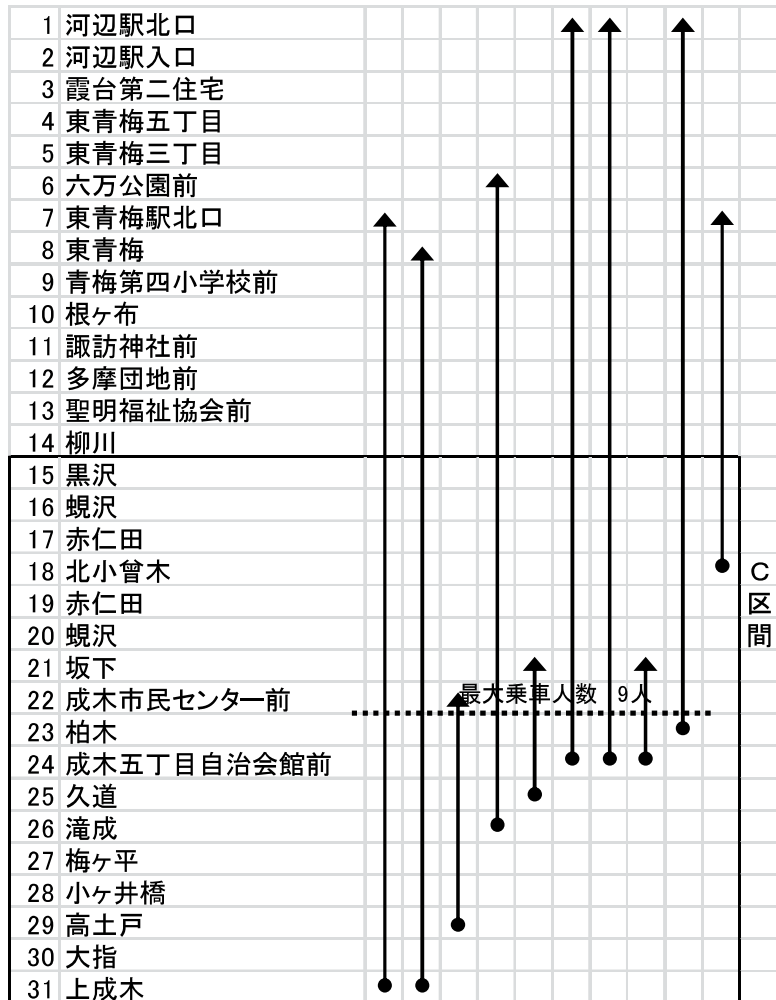 1 河辺駅北口
2 河辺駅入口
3 霞台第二住宅
4 東青梅五丁目
5 東青梅三丁目
6 六万公園前
7 東青梅駅北口
8 東青梅
9 青梅第四小学校前
10 根ヶ布
11 諏訪神社前
12 多摩団地前
13 聖明福祉協会前
14 柳川
15 黒沢
16 蜆沢
17 赤仁田
18 北小曾木
19 赤仁田
20 蜆沢
C区間
21 坂下
22 成木市民センター前
最大乗車人数 9人
23 柏木
24 成木五丁目自治会館前
25 久道
26 滝成
27 梅ヶ平
28 小ヶ井橋
29 高土戸
30 大指
31 上成木